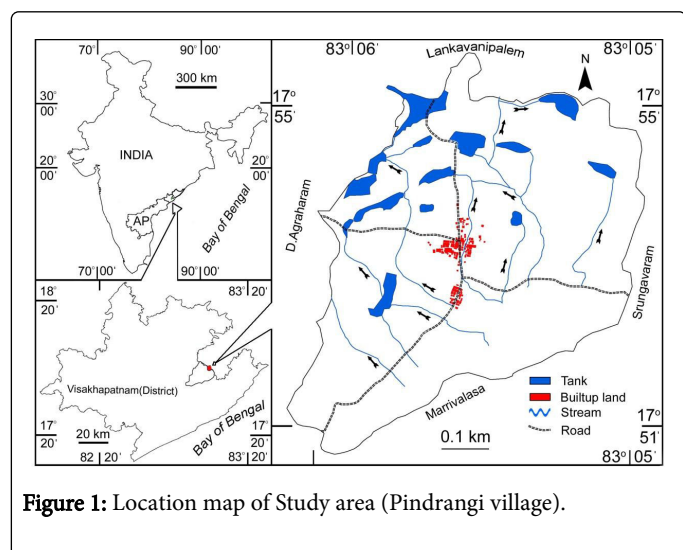 70°
90° 00'
300 km
30°
00'
INDIA
20°
00'
20°
00'
AP
Bay of Bengal
70° 00'
90° 00'
18°
20'
83° 20'
Visakhapatnam(District)
17°
20'
20 km
82° 20'
Bay of Bengal
17°
20'
83° 20'
83° 06'
Lankavanipalem
83° 05'
N
17°
55'
D.Agraharam
Srungavaram
Marrivalasa
Tank
Builtup land
Stream
Road
0.1 km
17°
51'
83° 05'
Figure 1: Location map of Study area (Pindrangi village).